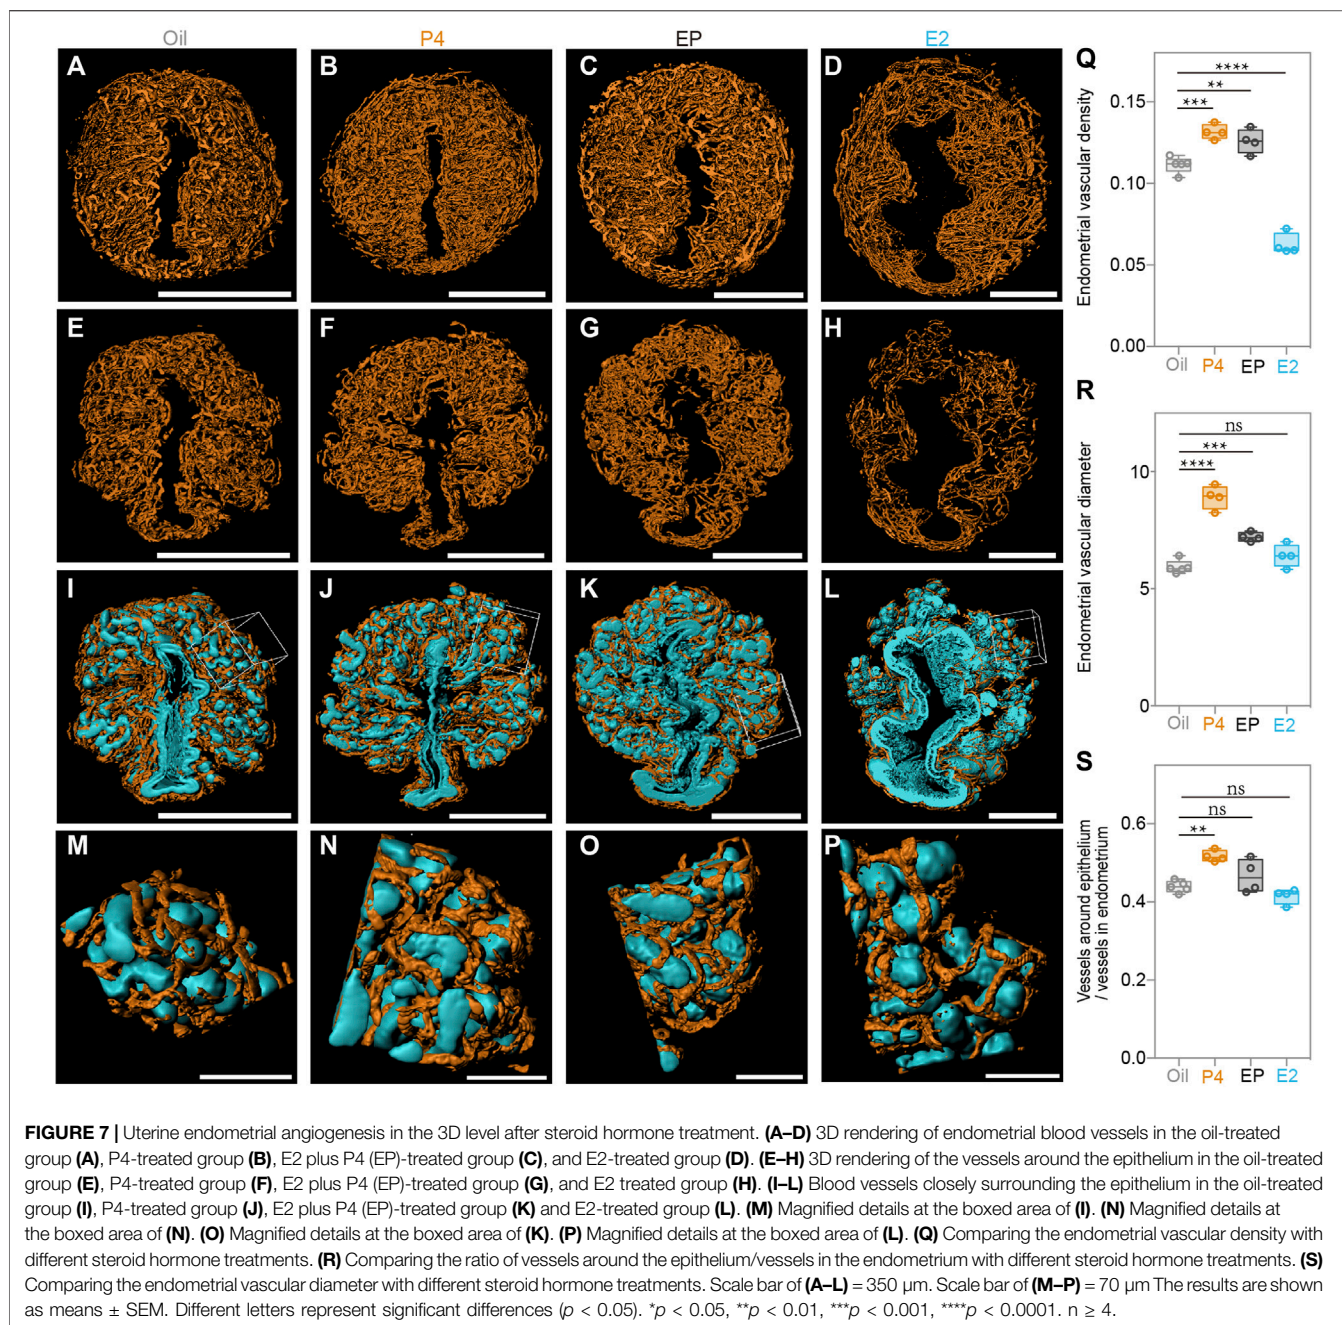 Oil P4 EP E2
A B C D
E F G H
I J K L
M N O P
Q
Endometrial vascular density
0.15
0.10
0.05
0.00
****
**
***
Oil P4 EP E2
R
Endometrial vascular diameter
10
5
0
ns
***
****
Oil P4 EP E2
S
Vessels around epithelium
/ vessels in endometrium
0.6
0.4
0.2
0.0
ns
ns
**
Oil P4 EP E2
FIGURE 7 | Uterine endometrial angiogenesis in the 3D level after steroid hormone treatment. (A–D) 3D rendering of endometrial blood vessels in the oil-treated
group (A), P4-treated group (B), E2 plus P4 (EP)-treated group (C), and E2-treated group (D). (E–H) 3D rendering of the vessels around the epithelium in the oil-treated
group (E), P4-treated group (F), E2 plus P4 (EP)-treated group (G), and E2 treated group (H). (I–L) Blood vessels closely surrounding the epithelium in the oil-treated
group (I), P4-treated group (J), E2 plus P4 (EP)-treated group (K) and E2-treated group (L). (M) Magnified details at the boxed area of (I). (N) Magnified details at
the boxed area of (N). (O) Magnified details at the boxed area of (K). (P) Magnified details at the boxed area of (L). (Q) Comparing the endometrial vascular density with
different steroid hormone treatments. (R) Comparing the ratio of vessels around the epithelium/vessels in the endometrium with different steroid hormone treatments. (S)
Comparing the endometrial vascular diameter with different steroid hormone treatments. Scale bar of (A–L) = 350 μm. Scale bar of (M–P) = 70 μm The results are shown
as means ± SEM. Different letters represent significant differences (p < 0.05). *p < 0.05, **p < 0.01, ***p < 0.001, ****p < 0.0001. n ≥ 4.